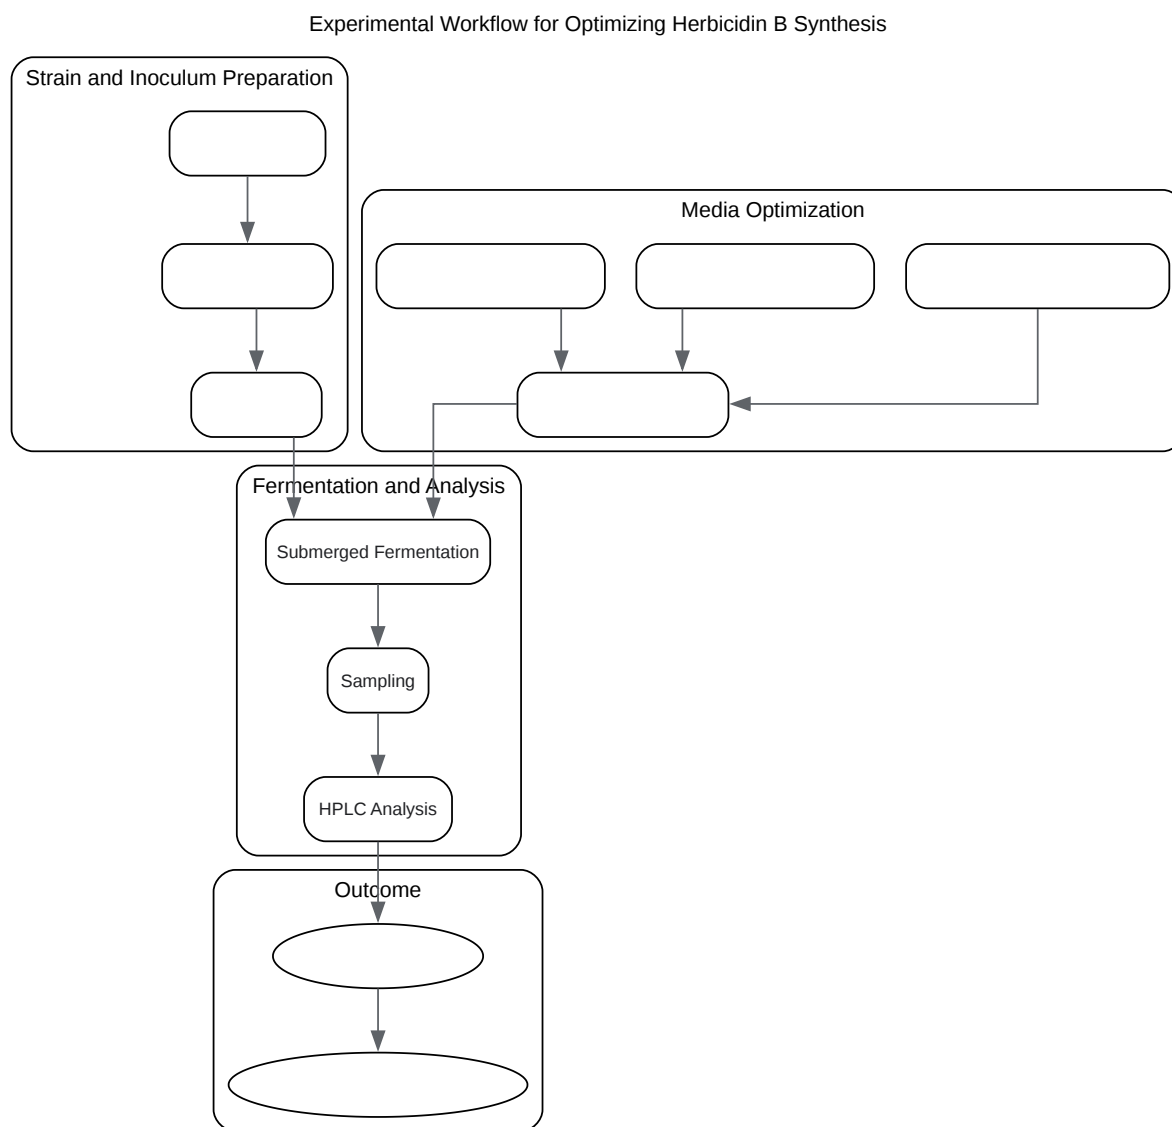 Experimental Workflow for Optimizing Herbicidin B Synthesis
Strain and Inoculum Preparation
Media Optimization
Fermentation and Analysis
Submerged Fermentation
Sampling
HPLC Analysis
Outcome